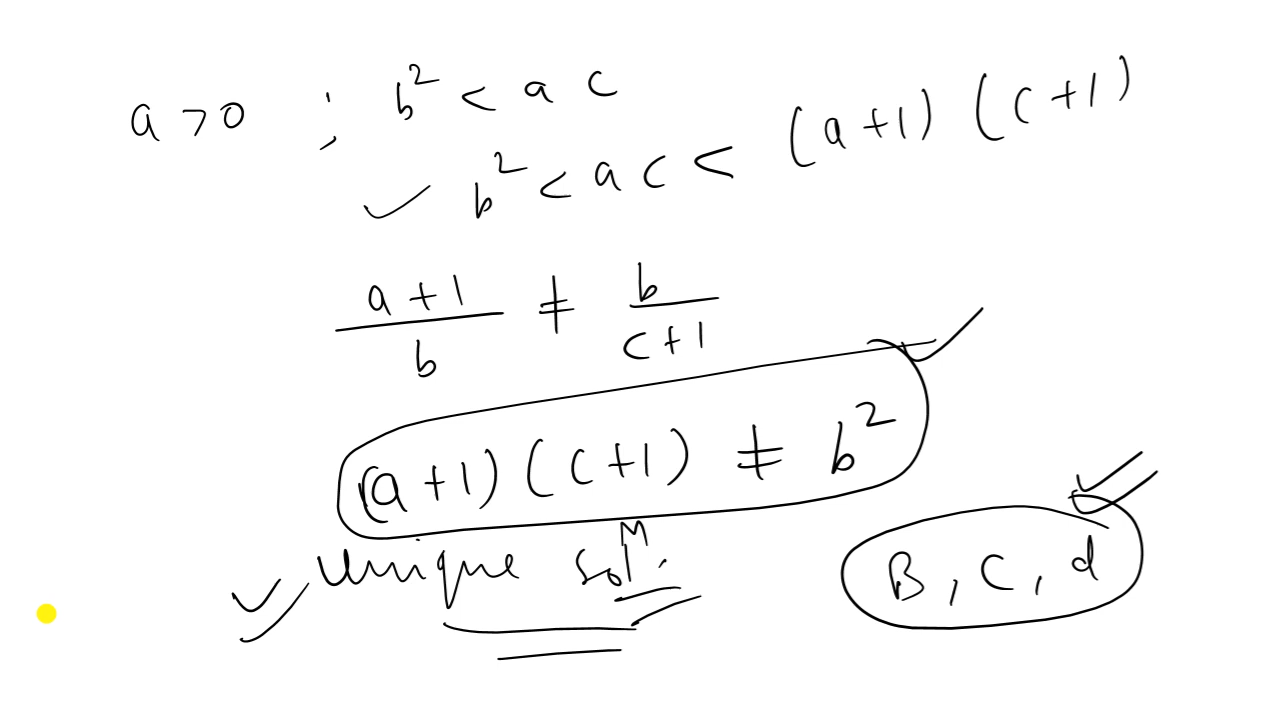 a > 0 ; b² < a c
b² < a c < (a + 1) (c + 1)
a + 1 / b ≠ b / c + 1
(a + 1) (c + 1) ≠ b²
unique solⁿ.
B, C, d